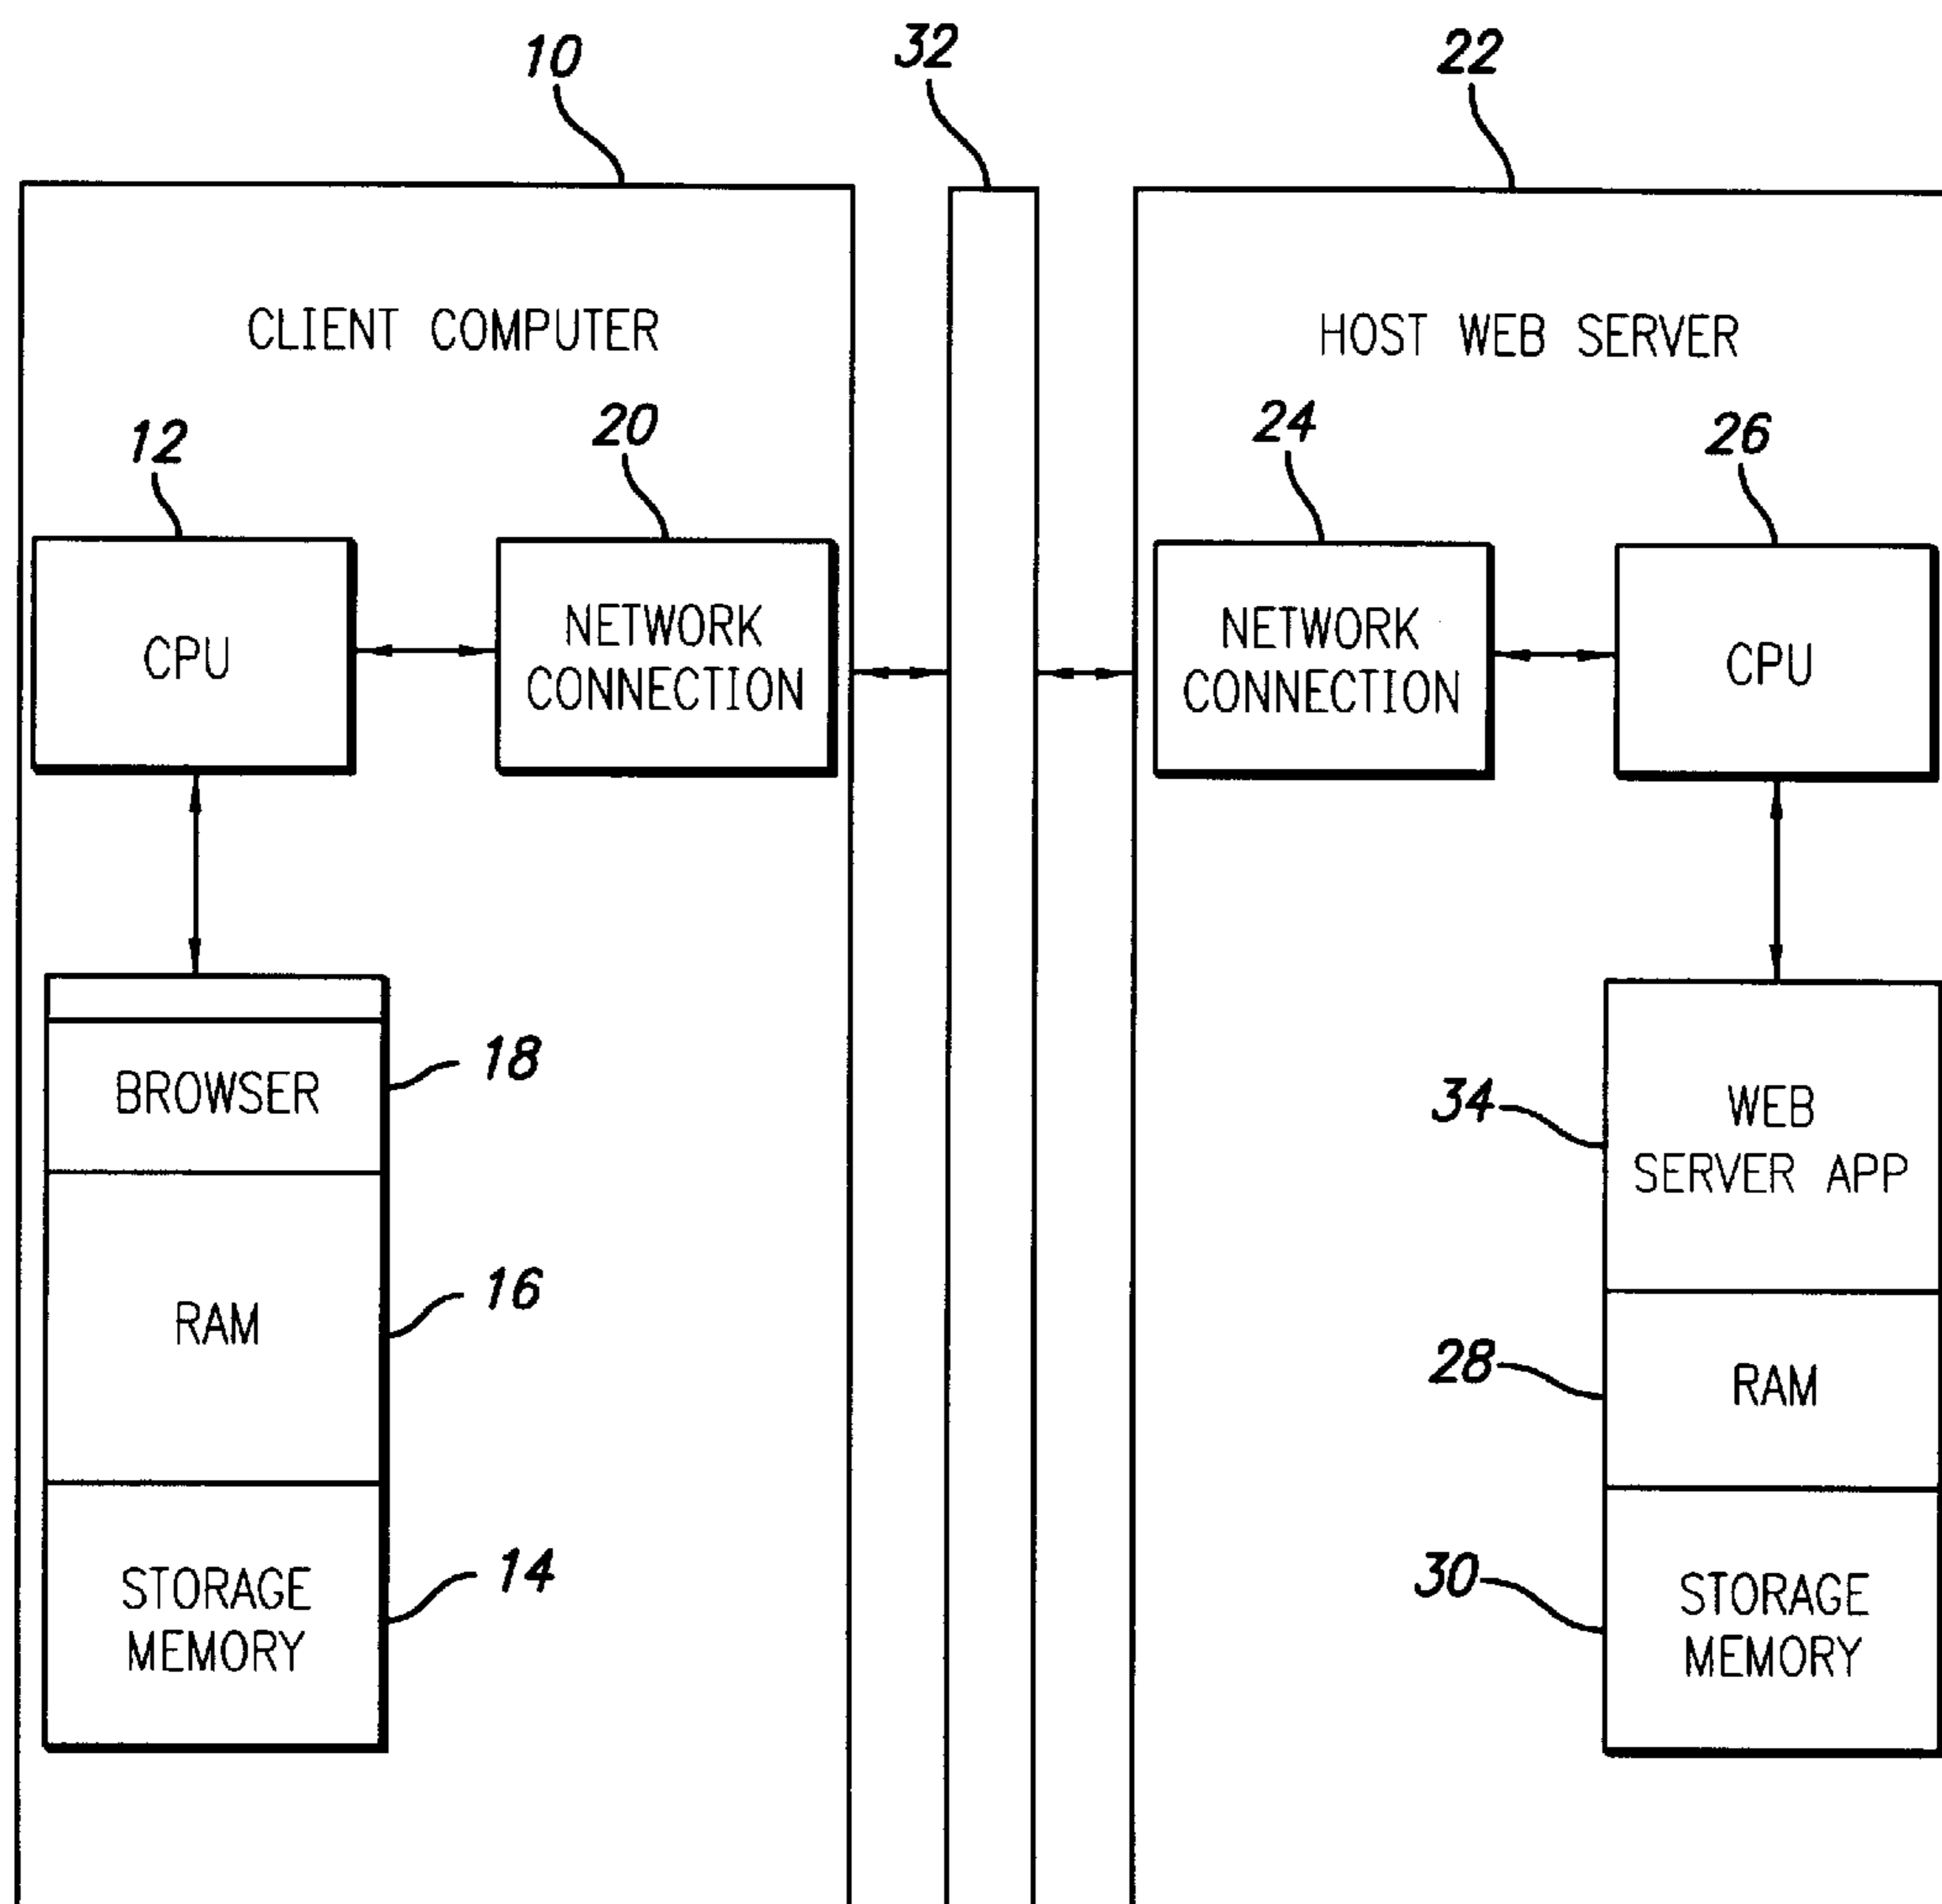 10
32
22
CLIENT COMPUTER
HOST WEB SERVER
12
20
24
26
CPU
NETWORK
CONNECTION
NETWORK
CONNECTION
CPU
BROWSER
18
RAM
16
STORAGE
MEMORY
14
34
WEB
SERVER APP
28
RAM
30
STORAGE
MEMORY